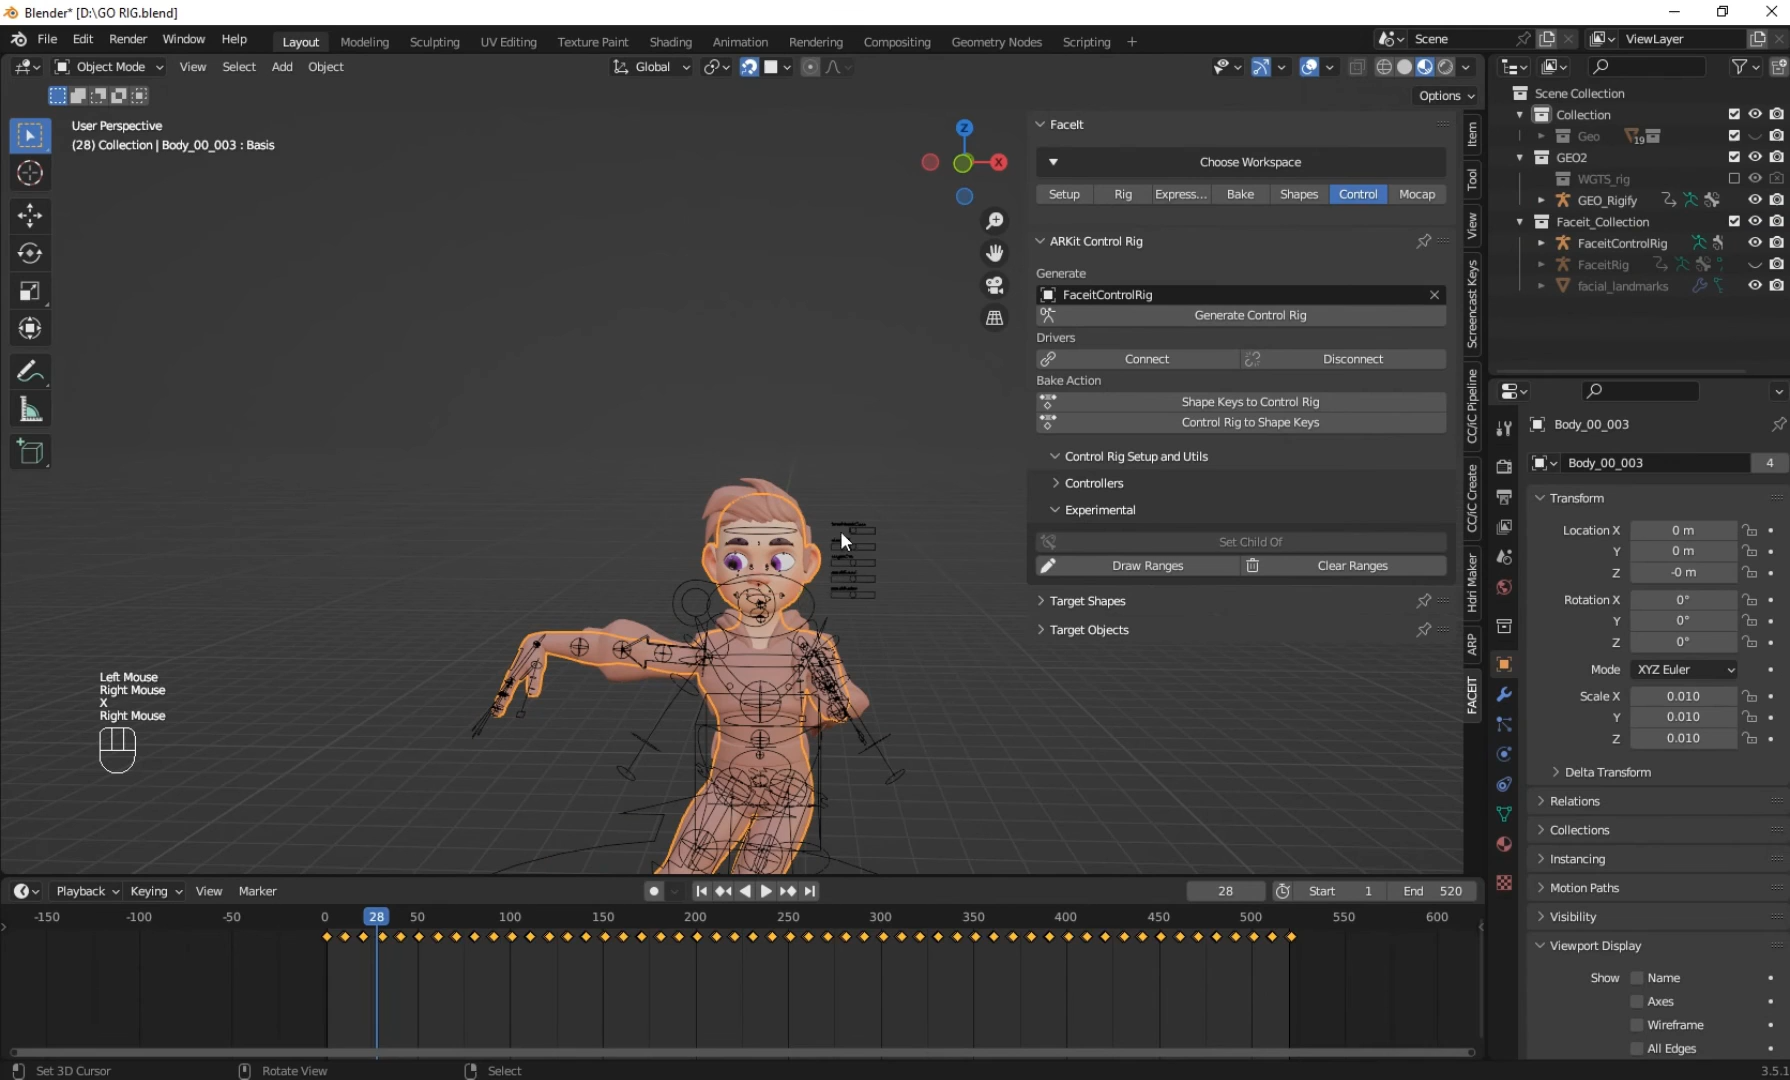 Blender* [D:\GO RIG.blend]
File Edit Render Window Help Layout Modeling Sculpting UV Editing Texture Paint Shading Animation Rendering Compositing Geometry Nodes Scripting + Scene ViewLayer
Object Mode View Select Add Object Global
Options
User Perspective
(28) Collection | Body_00_003 : Basis
Z
X
FaceIt
Choose Workspace
Setup Rig Express... Bake Shapes Control Mocap
ARKit Control Rig
Generate
FaceitControlRig
Generate Control Rig
Drivers
Connect Disconnect
Bake Action
Shape Keys to Control Rig
Control Rig to Shape Keys
Control Rig Setup and Utils
Controllers
Experimental
Set Child Of
Draw Ranges Clear Ranges
Target Shapes
Target Objects
Item
Tool
View
Screencast Keys
CC/iC Pipeline
CC/iC Create
Hdri Maker
ARP
FACEIT
Scene Collection
Collection
Geo 19
GEO2
WGTS_rig
GEO_Rigify
Faceit_Collection
FaceitControlRig
FaceitRig
facial_landmarks
Body_00_003
Body_00_003 4
Transform
Location X 0 m
Y 0 m
Z -0 m
Rotation X 0°
Y 0°
Z 0°
Mode XYZ Euler
Scale X 0.010
Y 0.010
Z 0.010
Delta Transform
Relations
Collections
Instancing
Motion Paths
Visibility
Viewport Display
Show Name
Axes
Wireframe
All Edges
Left Mouse
Right Mouse
X
Right Mouse
Playback Keying View Marker 28 Start 1 End 520
-150 -100 -50 0 28 50 100 150 200 250 300 350 400 450 500 550 600
Set 3D Cursor Rotate View Select 3.5.1